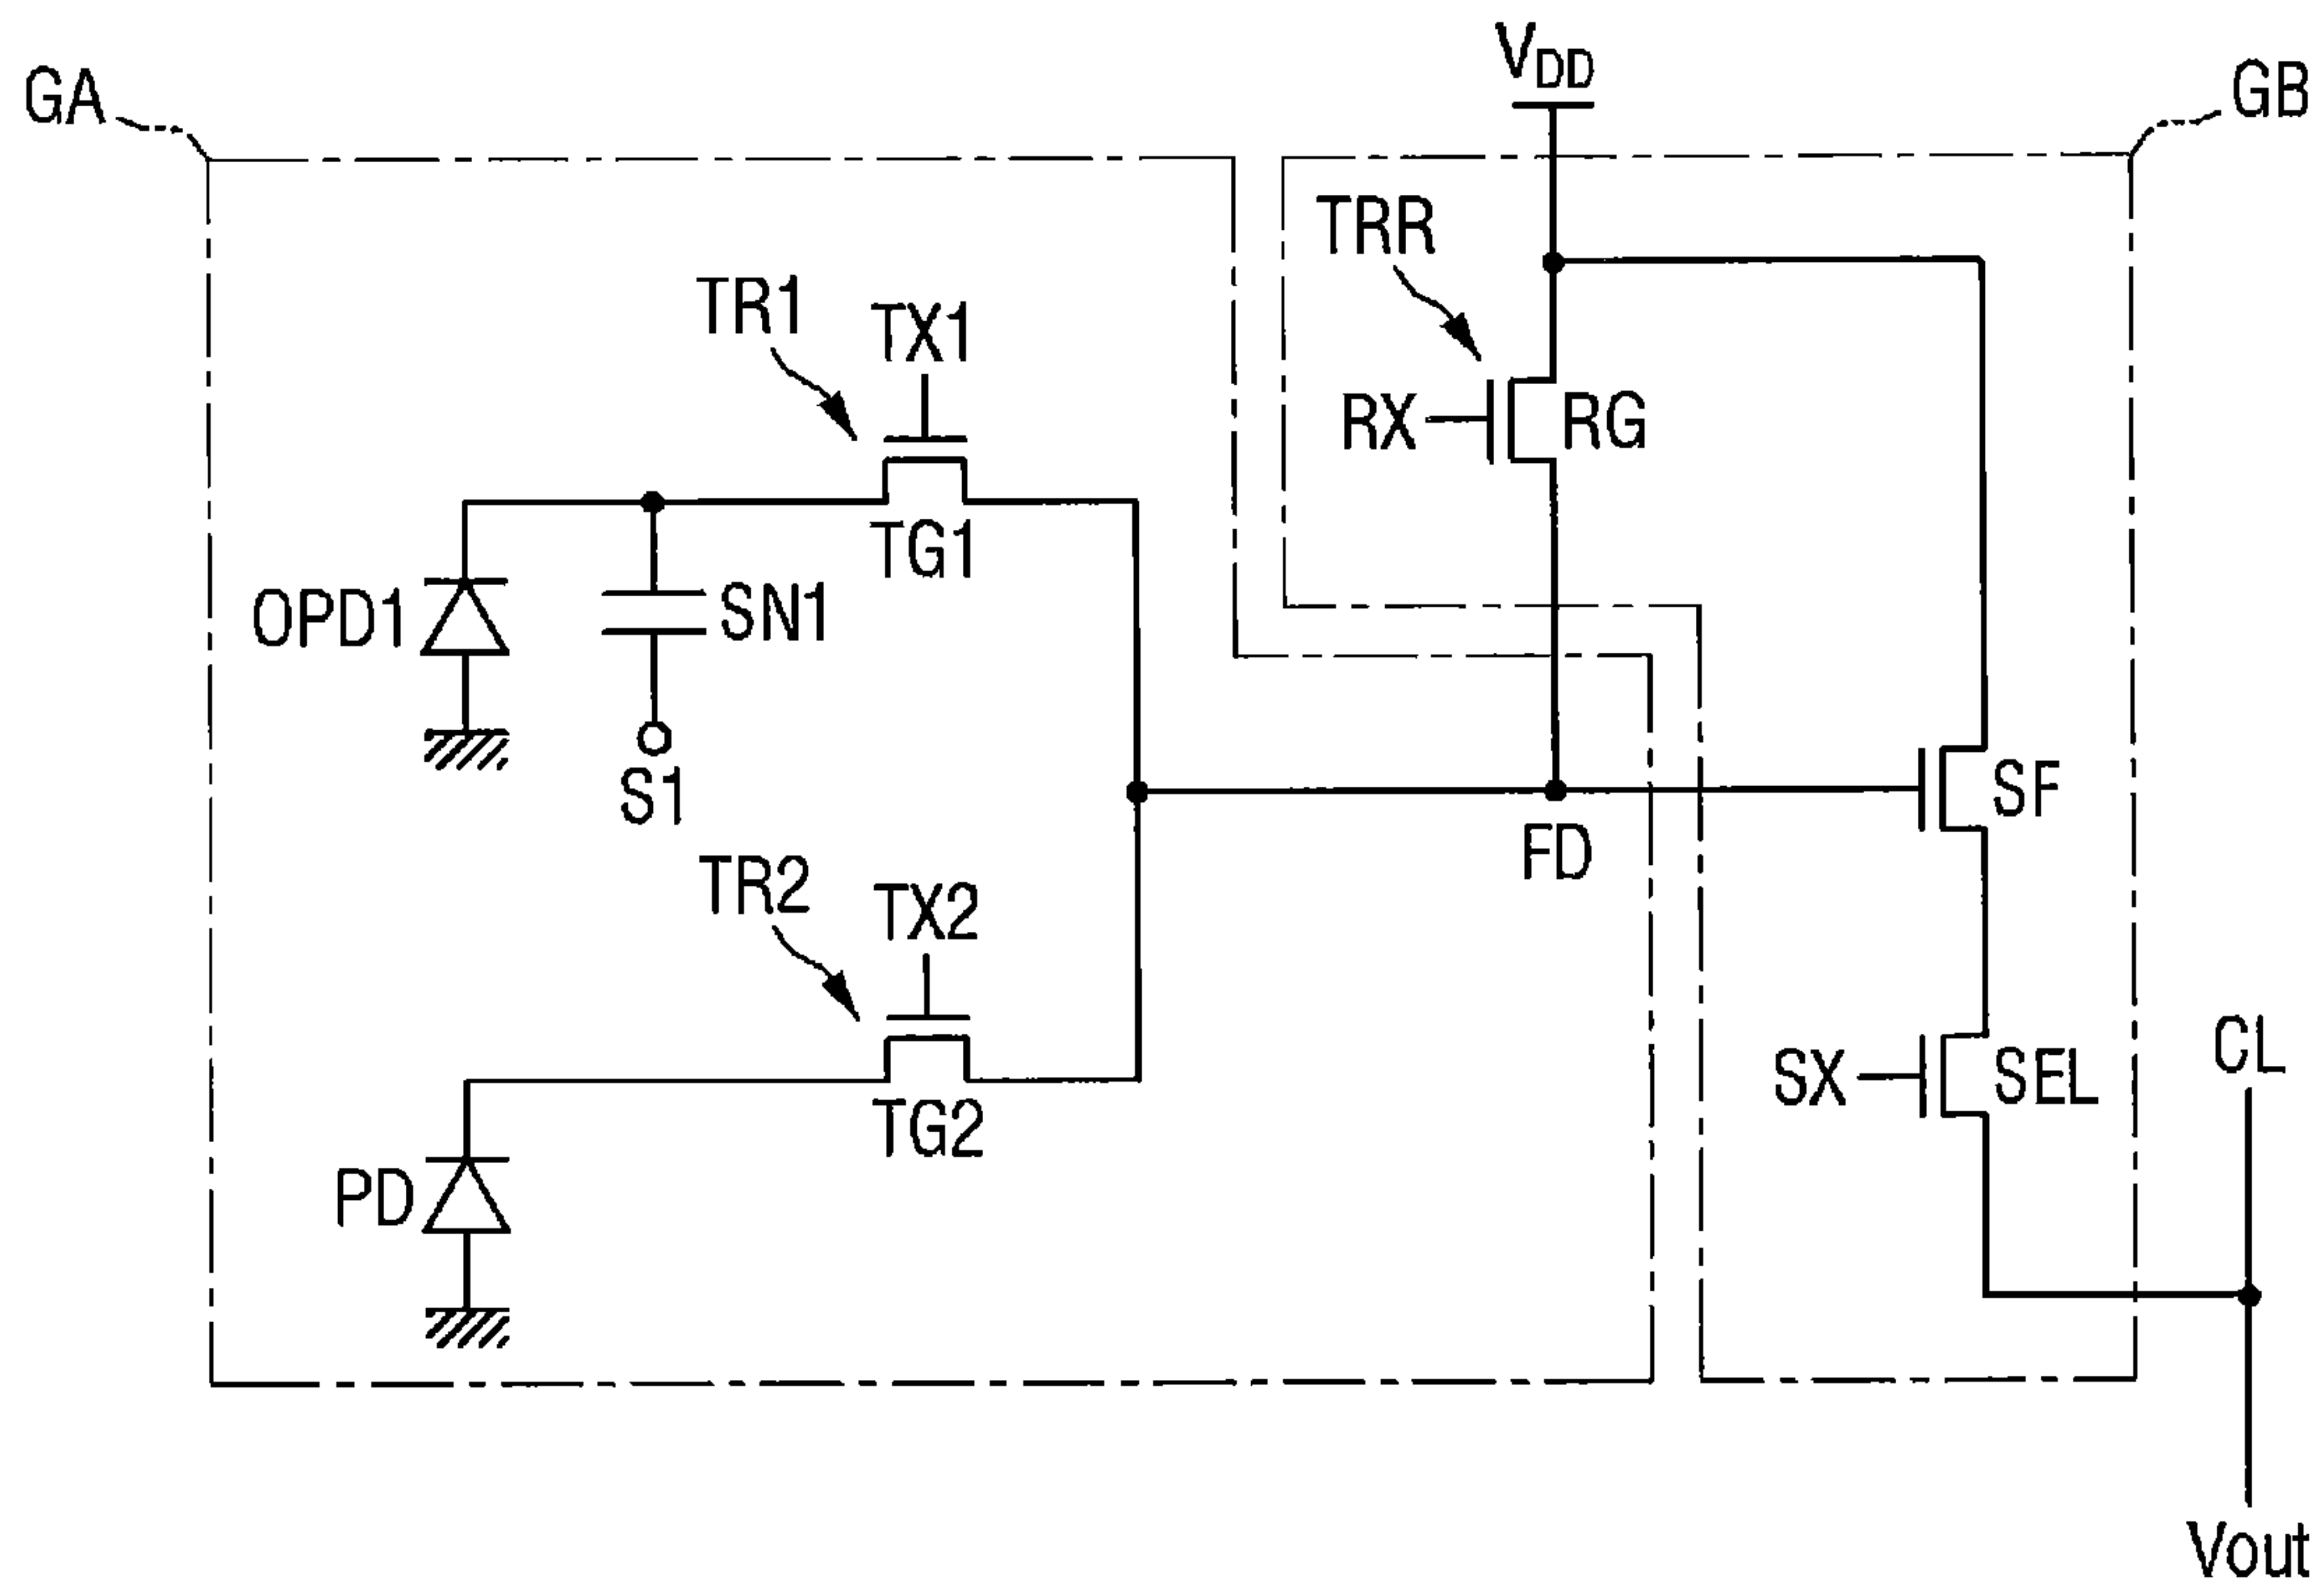 V_DD
GA
GB
TRR
TR1
TX1
RX
RG
TG1
OPD1
SN1
S1
SF
FD
TR2
TX2
CL
SX
SEL
TG2
PD
Vout